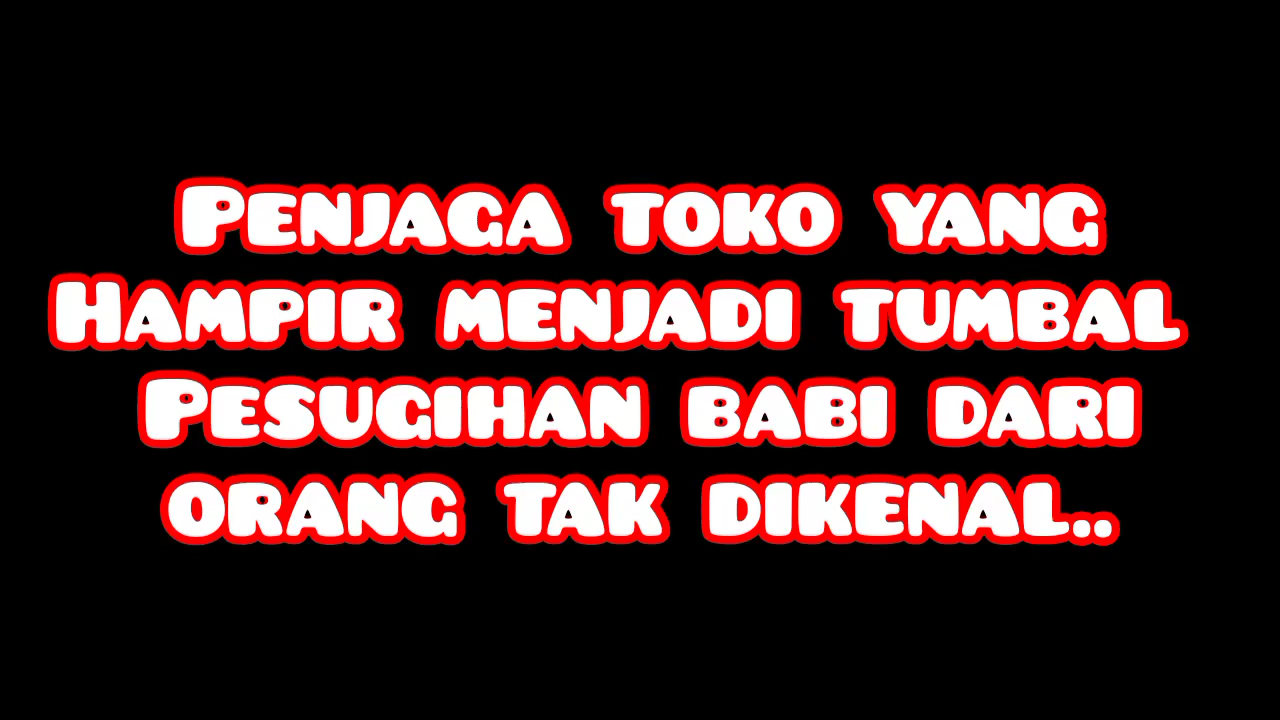 Penjaga toko yang
Hampir menjadi tumbal
Pesugihan babi dari
orang tak dikenal..